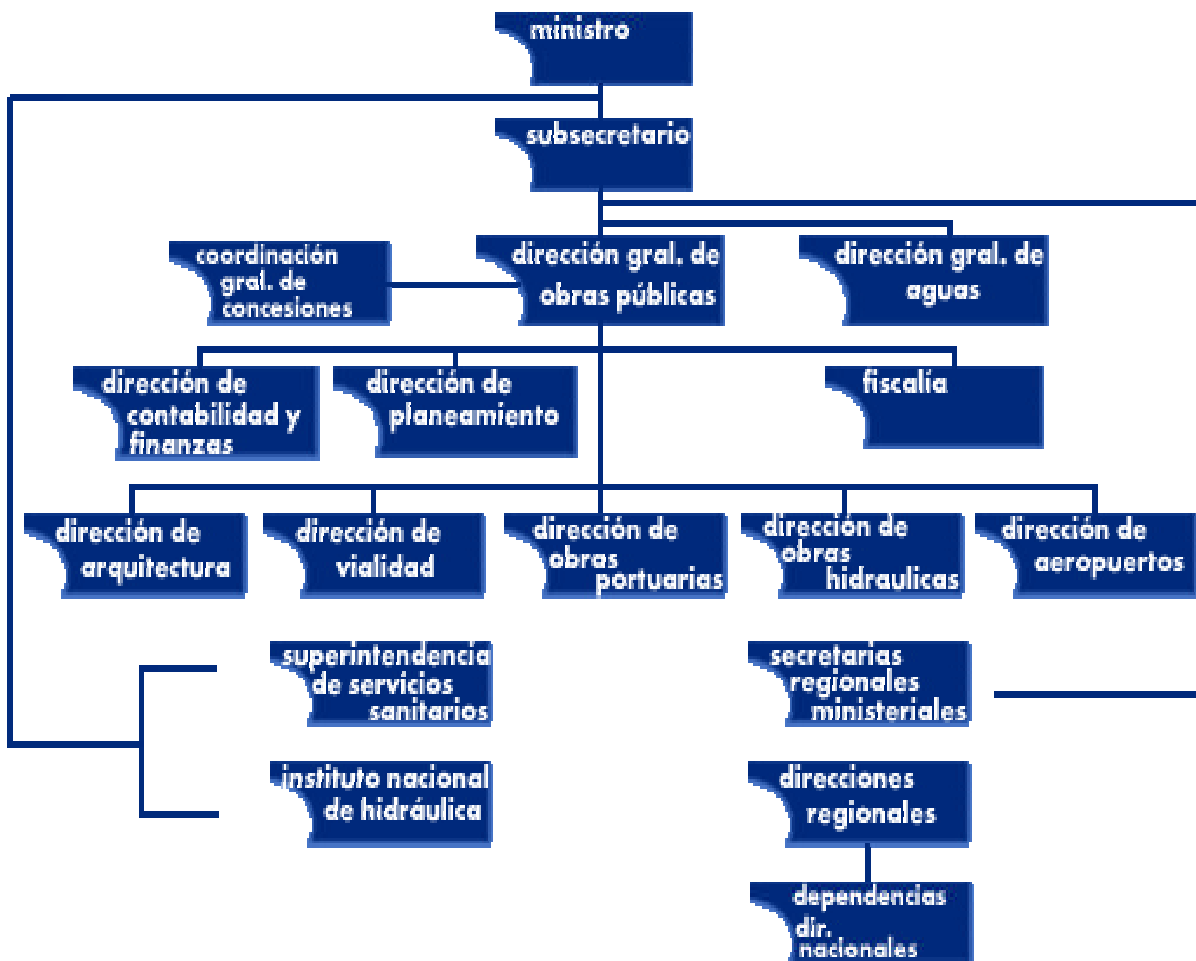 ministro
subsecretario
coordinación
gral. de
concesiones
dirección gral. de
obras públicas
dirección gral. de
aguas
dirección de
contabilidad y
finanzas
dirección de
planeamiento
fiscalía
dirección de
arquitectura
dirección de
vialidad
dirección de
obras
portuarias
dirección de
obras
hidraulicas
dirección de
aeropuertos
superintendencia
de servicios
sanitarios
secretarias
regionales
ministeriales
instituto nacional
de hidráulica
direcciones
regionales
dependencias
dir.
nacionales